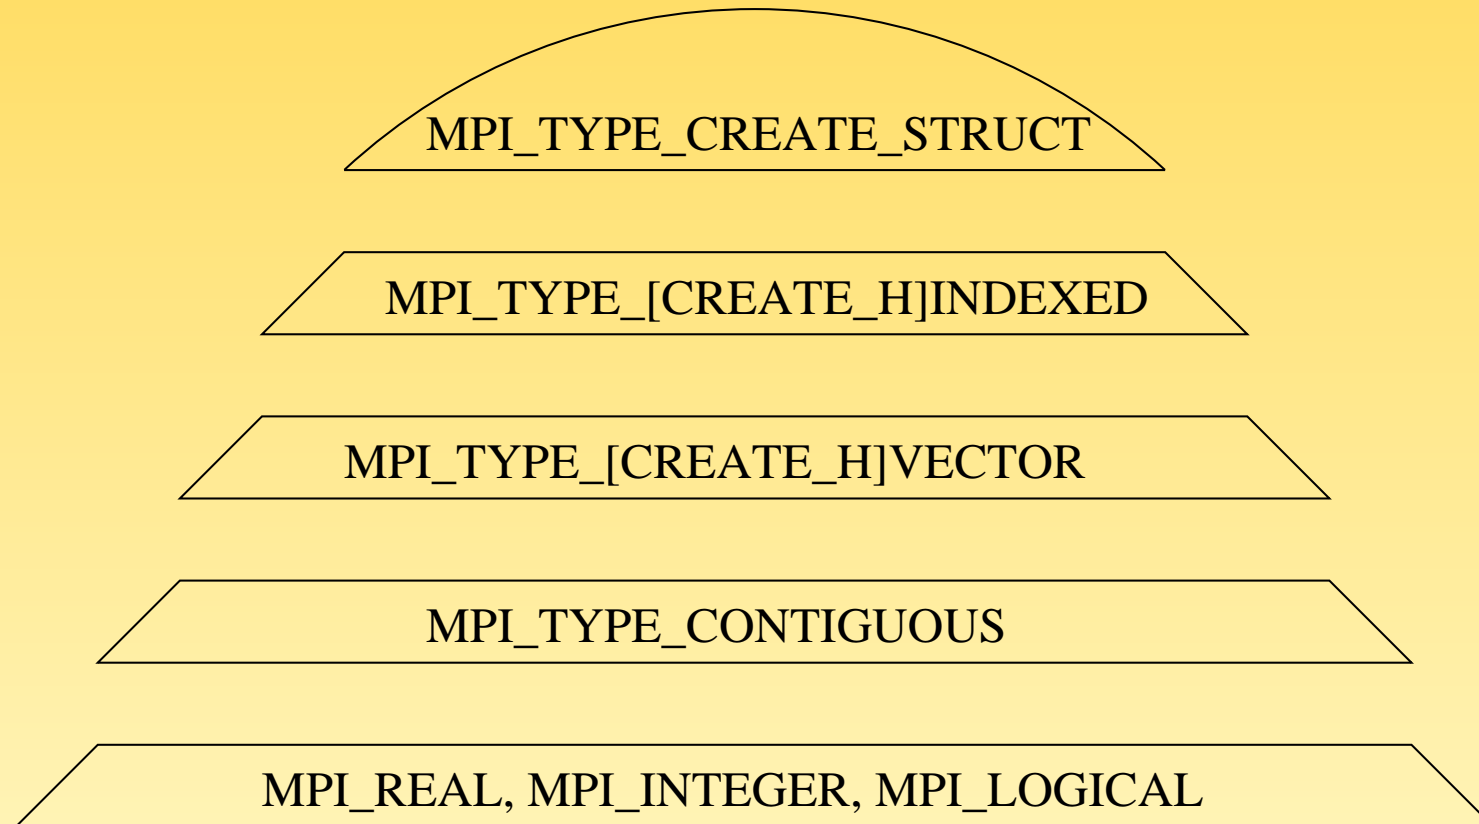 MPI_TYPE_CREATE_STRUCT
MPI_TYPE_[CREATE_H]INDEXED
MPI_TYPE_[CREATE_H]VECTOR
MPI_TYPE_CONTIGUOUS
MPI_REAL, MPI_INTEGER, MPI_LOGICAL